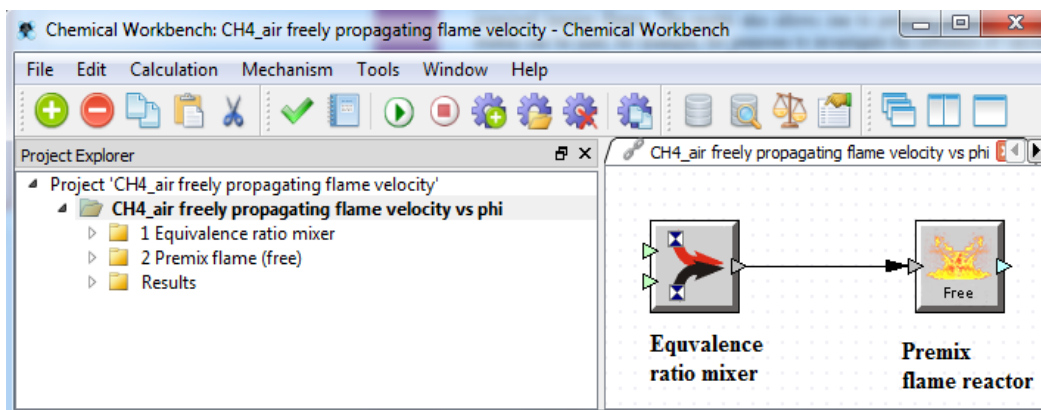 Chemical Workbench: CH4_air freely propagating flame velocity - Chemical Workbench
File Edit Calculation Mechanism Tools Window Help
Project Explorer
CH4_air freely propagating flame velocity vs phi
Project 'CH4_air freely propagating flame velocity'
CH4_air freely propagating flame velocity vs phi
1 Equivalence ratio mixer
2 Premix flame (free)
Results
Free
Equvalence
ratio mixer
Premix
flame reactor